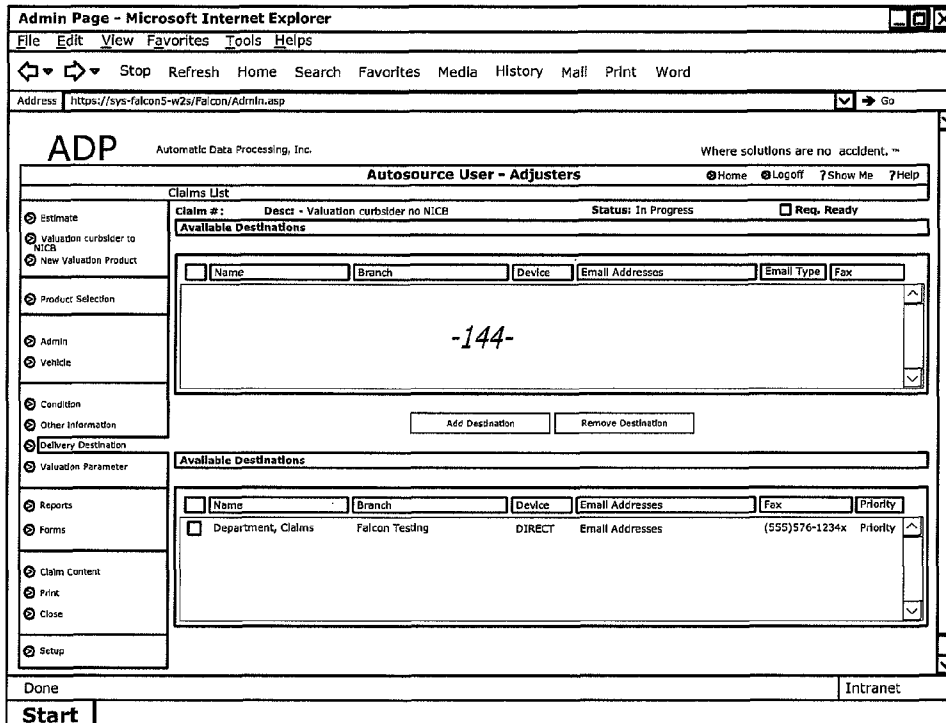 Admin Page - Microsoft Internet Explorer
File Edit View Favorites Tools Helps
Stop Refresh Home Search Favorites Media History Mail Print Word
Address https://sys-falcon5-w2s/Falcon/Admin.asp Go
ADP Automatic Data Processing, Inc. Where solutions are no accident. ™
Autosource User - Adjusters Home Logoff ?Show Me ?Help
Claims List
Claim #: Desc: - Valuation curbsider no NICB Status: In Progress Req. Ready
Available Destinations
Estimate
Valuation curbsider to
NICB
New Valuation Product
Product Selection
Admin
Vehicle
Condition
Other Information
Delivery Destination
Valuation Parameter
Reports
Forms
Claim Content
Print
Close
Setup
Name Branch Device Email Addresses Email Type Fax
-144-
Add Destination Remove Destination
Available Destinations
Name Branch Device Email Addresses Fax Priority
Department, Claims Falcon Testing DIRECT Email Addresses (555)576-1234x Priority
Done Intranet
Start